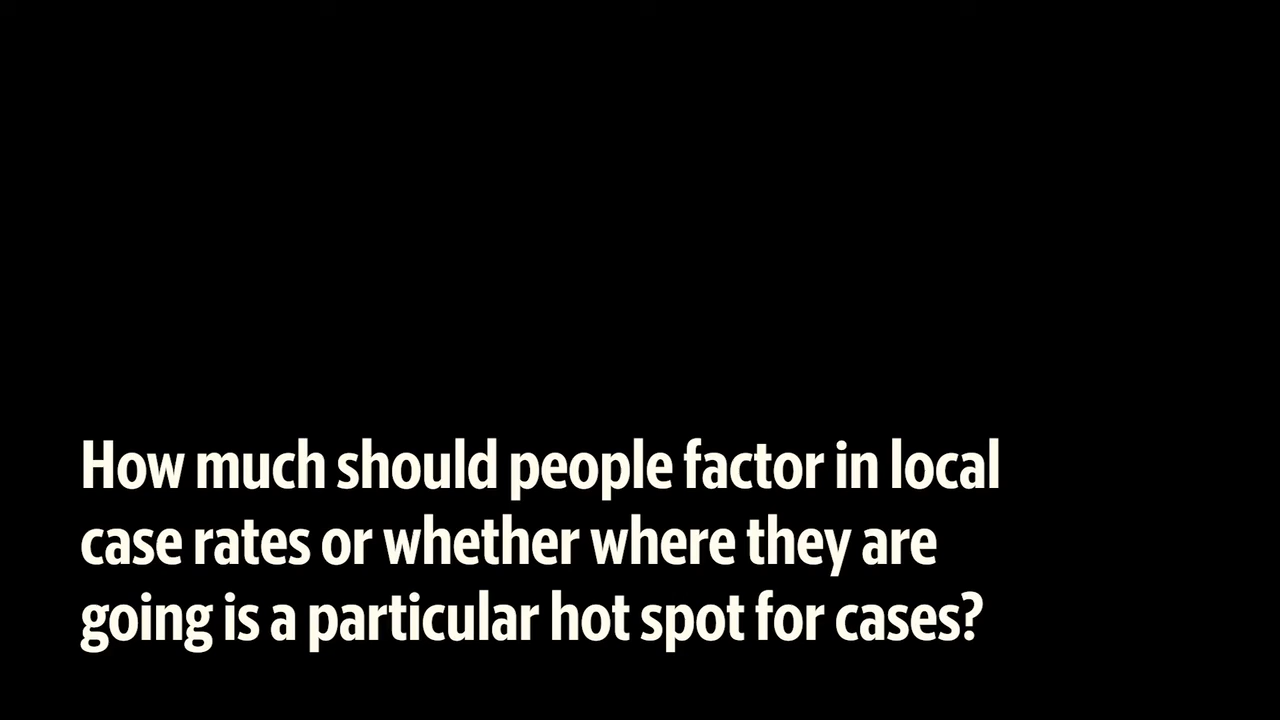 How much should people factor in local
case rates or whether where they are
going is a particular hot spot for cases?